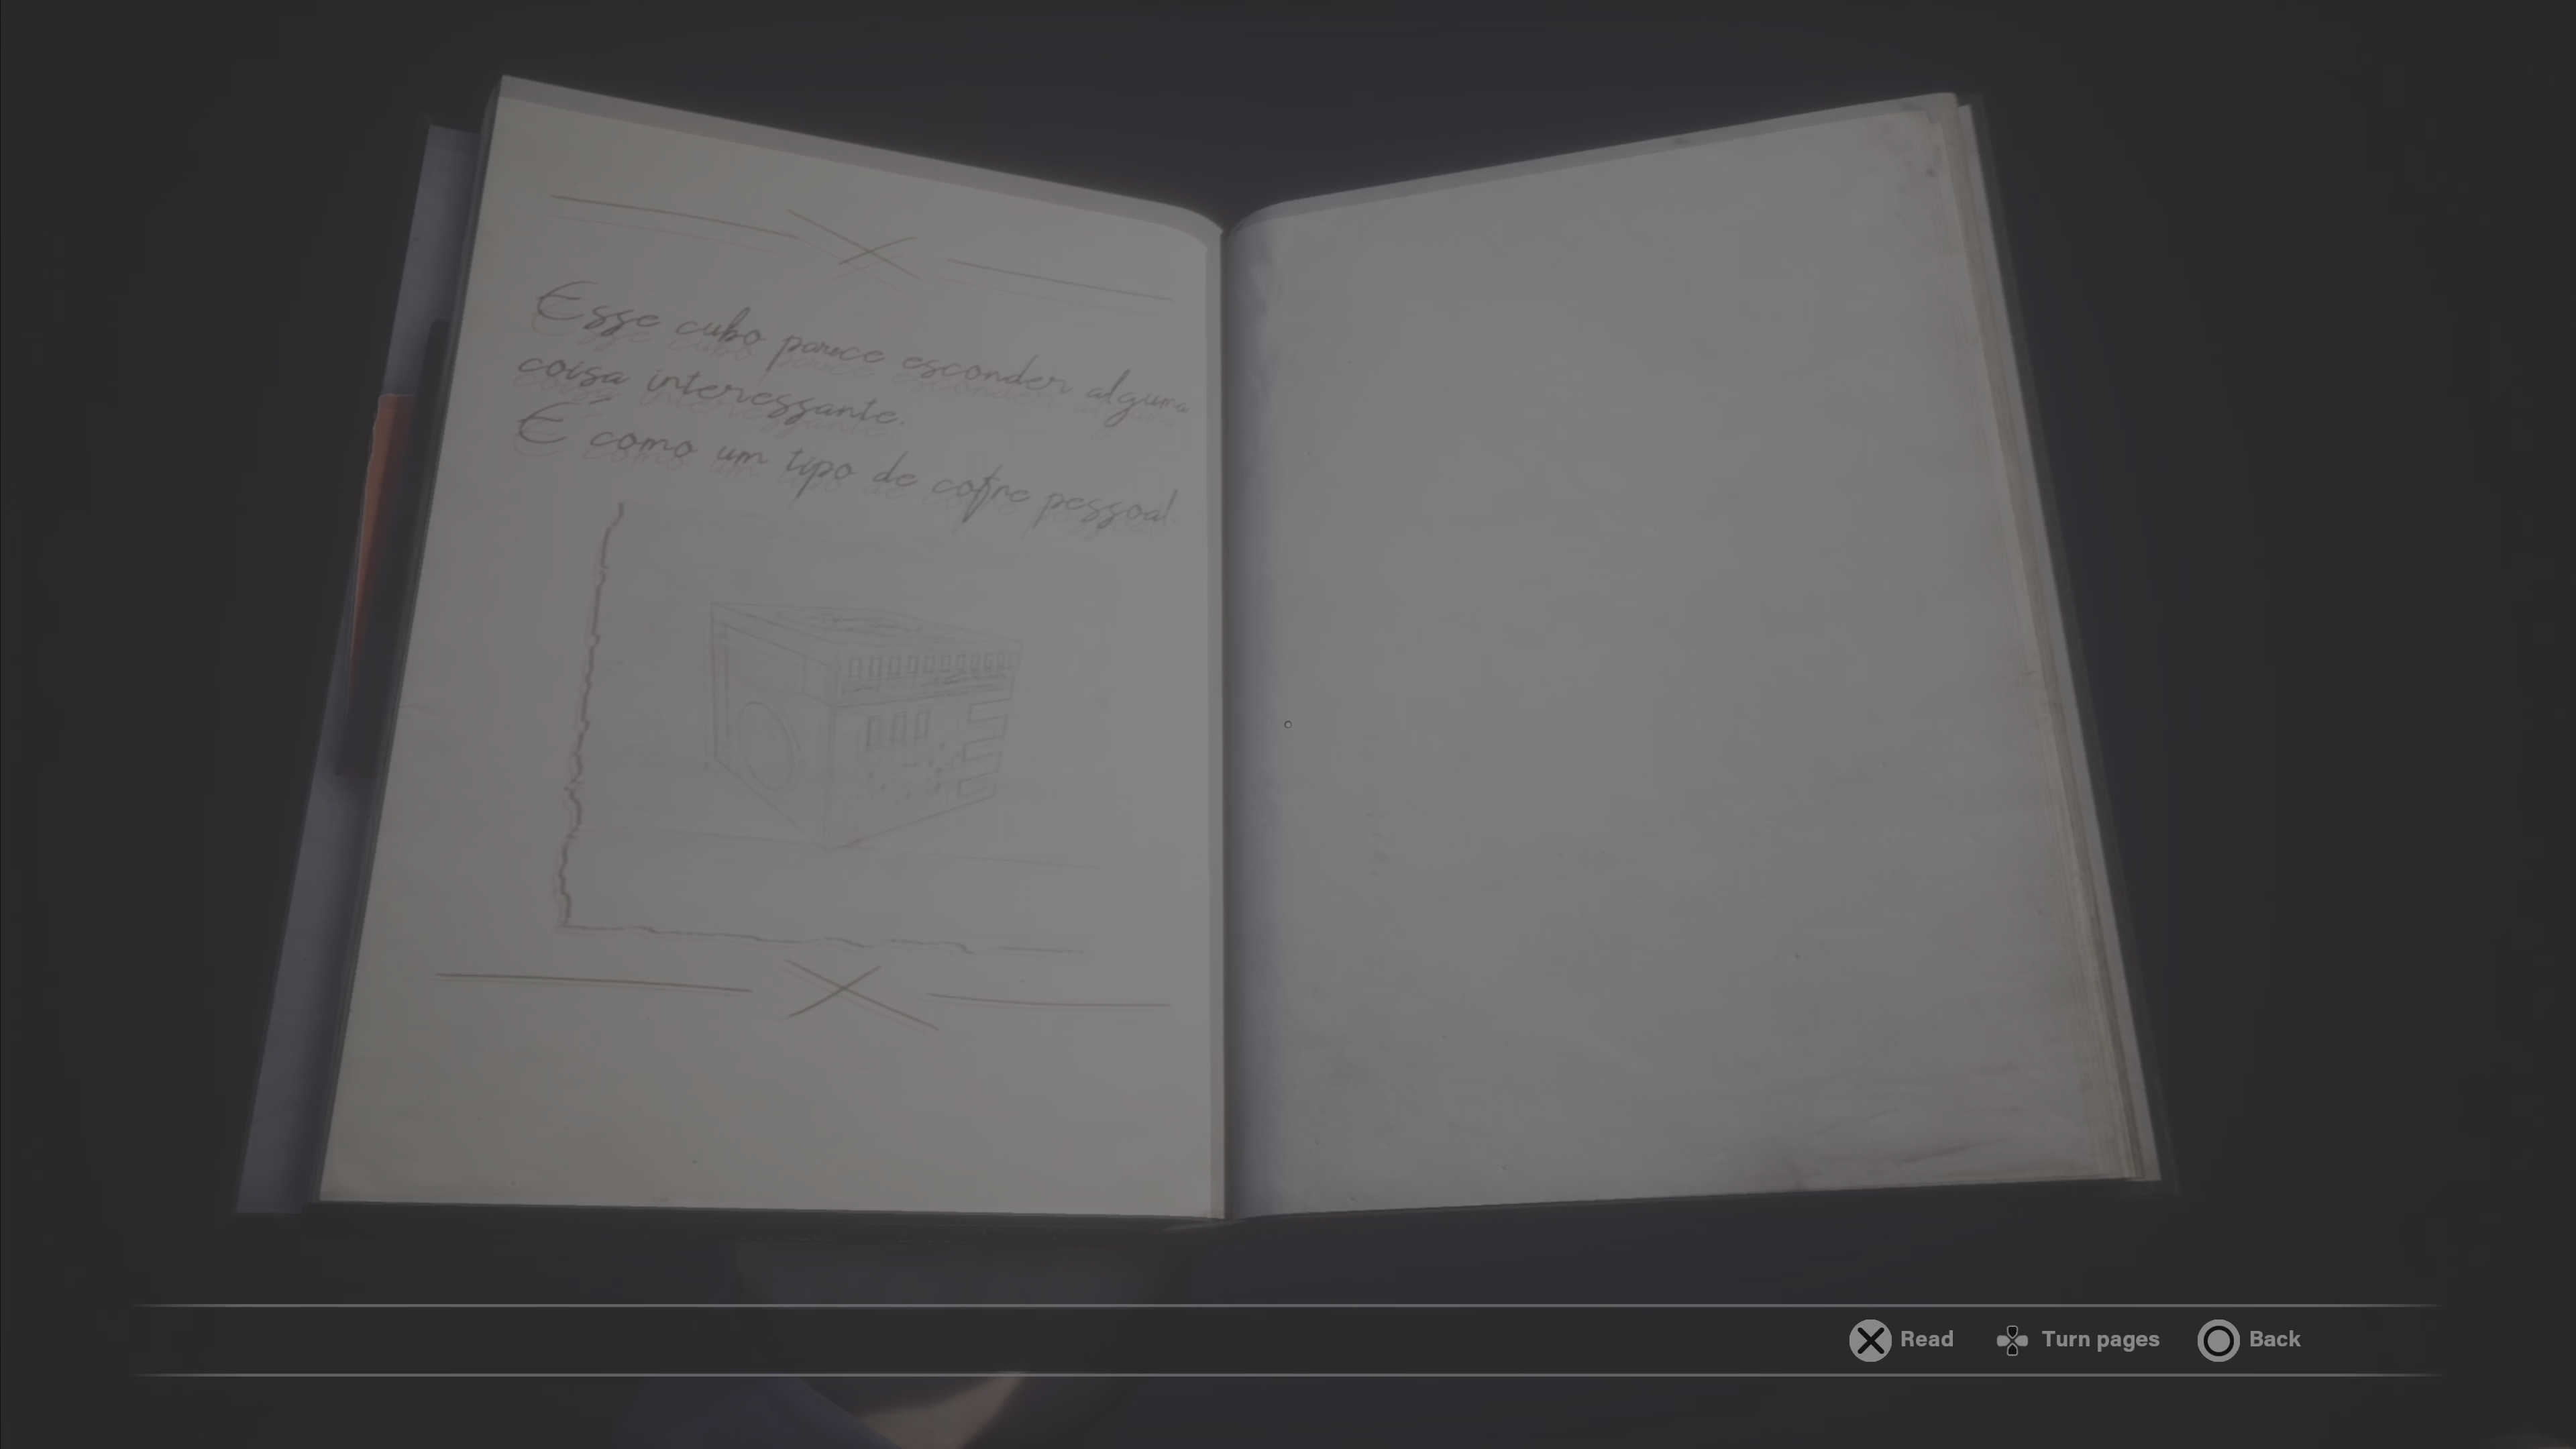 Esse cubo parece esconder alguma
coisa interessante.
É como um tipo de cofre pessoal.
Read Turn pages Back